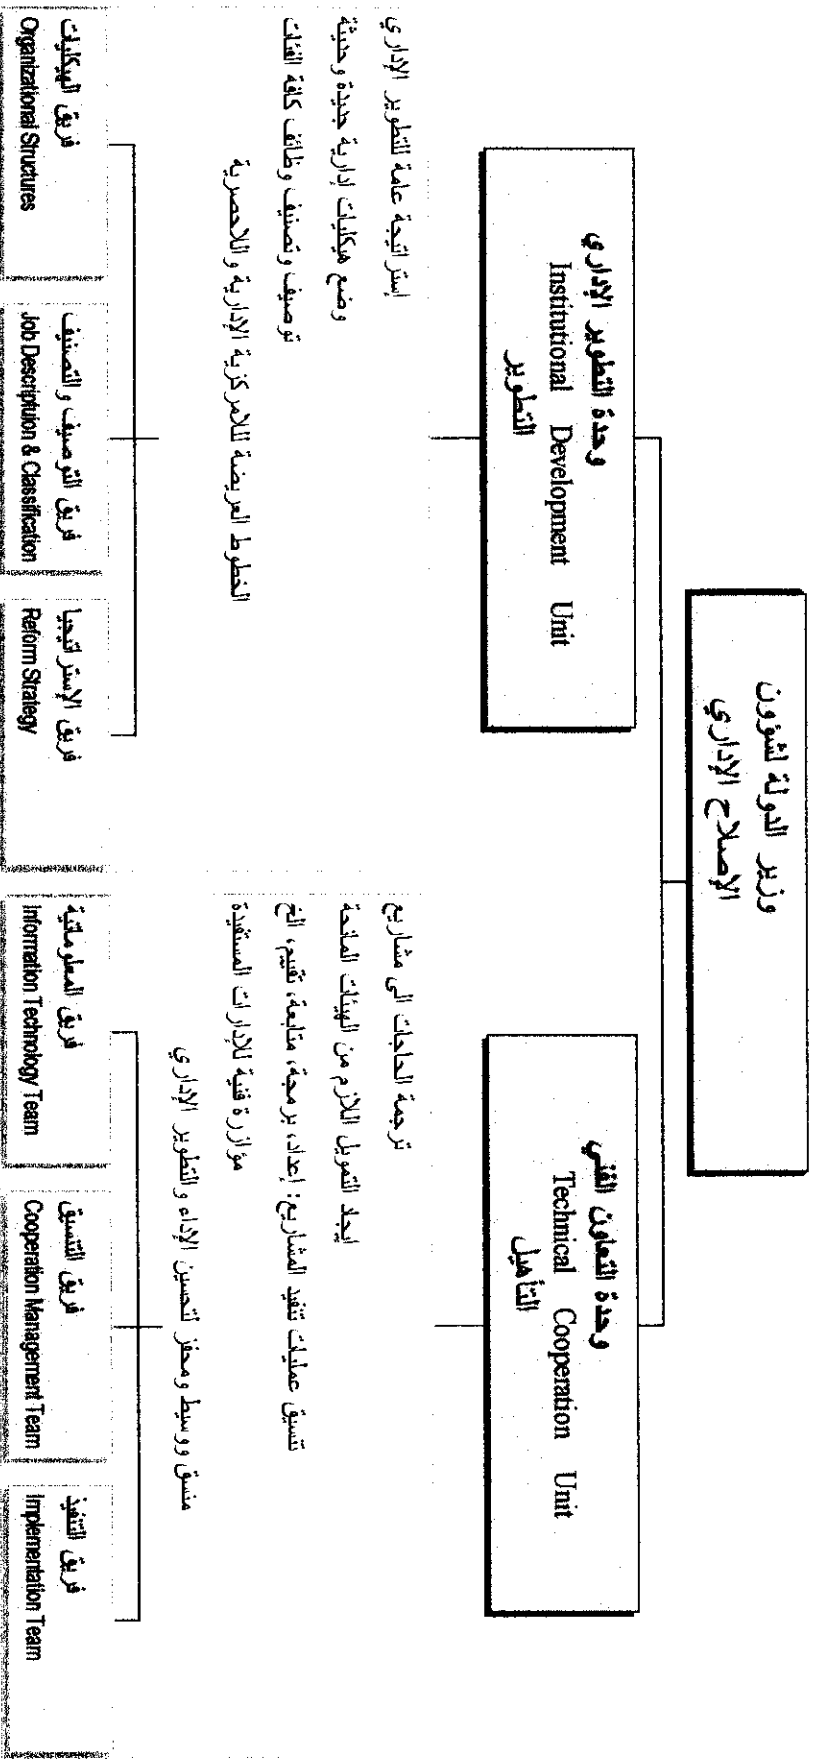 وزير الدولة لشؤون
الإصلاح الإداري
وحدة التطوير الإداري
Institutional Development Unit
التطوير
إستراتيجة عامة للتطوير الإداري
وضع هيكليات إدارية جديدة وحديثة
توصيف وتصنيف وظائف كافة الفئات
الخطوط العريضة للامركزية الإدارية واللاحصرية
فريق الهيكليات
Organizational Structures
فريق التوصيف والتصنيف
Job Descriptuion & Classification
فريق الإستراتيجيا
Reform Strategy
وحدة التعاون الفني
Technical Cooperation Unit
التأهيل
ترجمة الحاجات الى مشاريع
ايجاد التمويل اللازم من الهيئات المانحة
تنسيق عمليات تنفيذ المشاريع: إعداد، برمجة، متابعة، تقييم، الخ
مؤازرة فنية للإدارات المستفيدة
منسق ووسيط ومحفز لتحسين الإداء والتطوير الإداري
فريق المعلوماتية
Information Technology Team
فريق التنسيق
Cooperation Management Team
فريق التنفيذ
Implementation Team